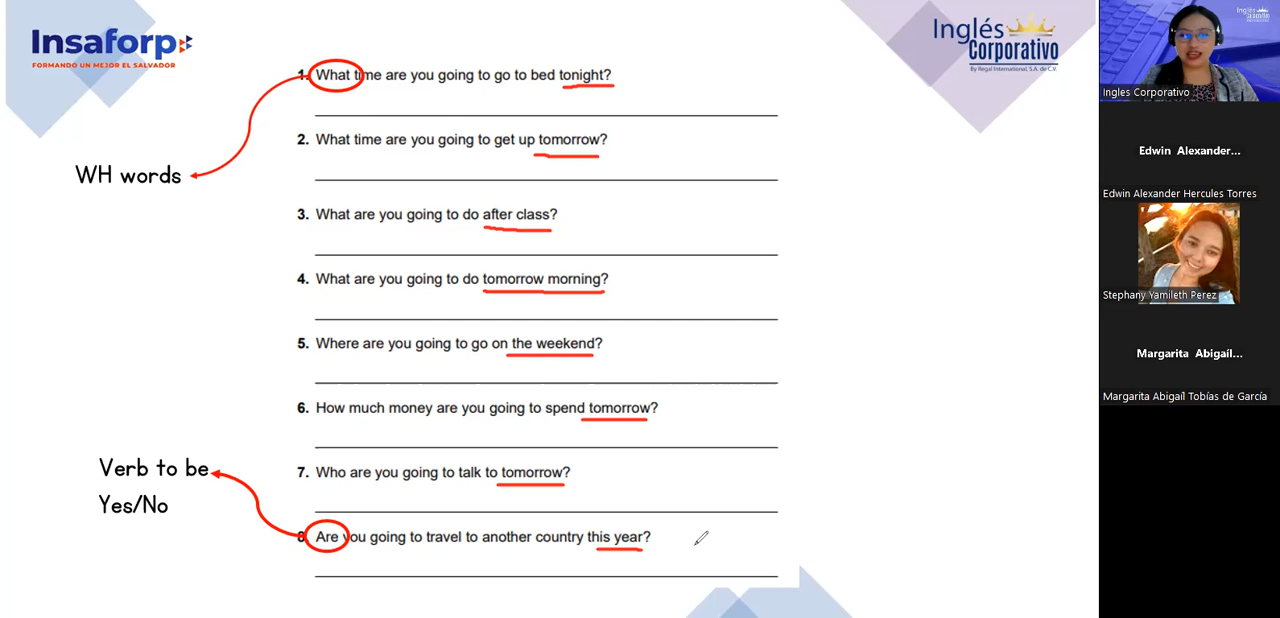 Insaforp
FORMANDO UN MEJOR EL SALVADOR
Inglés
Corporativo
By Regal International, S.A. de C.V.
1. What time are you going to go to bed tonight?
2. What time are you going to get up tomorrow?
WH words
3. What are you going to do after class?
4. What are you going to do tomorrow morning?
5. Where are you going to go on the weekend?
6. How much money are you going to spend tomorrow?
7. Who are you going to talk to tomorrow?
Verb to be
Yes/No
8. Are you going to travel to another country this year?
Inglés
Ingles Corporativo
Edwin Alexander...
Edwin Alexander Hercules Torres
Stephany Yamileth Perez
Margarita Abigaíl...
Margarita Abigaíl Tobías de García